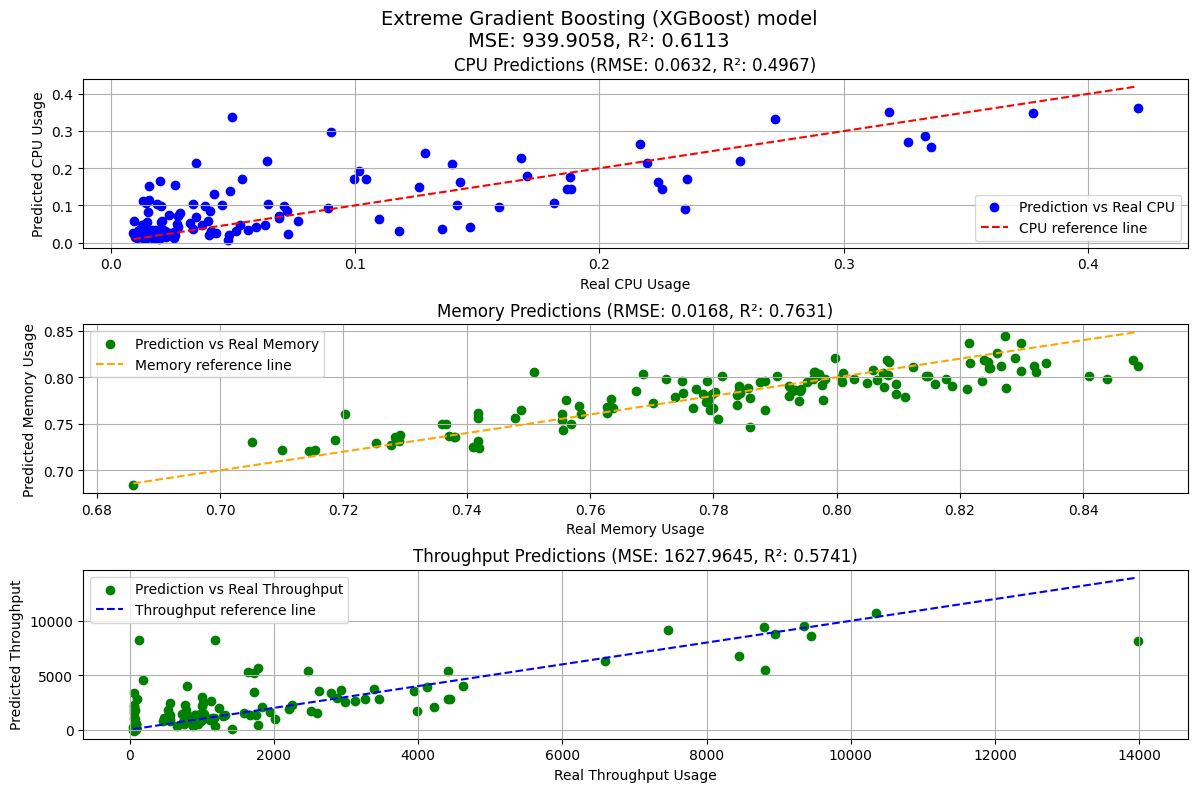 Extreme Gradient Boosting (XGBoost) model
MSE: 939.9058, R²: 0.6113
CPU Predictions (RMSE: 0.0632, R²: 0.4967)
Predicted CPU Usage
0.4
0.3
0.2
0.1
0.0
Prediction vs Real CPU
CPU reference line
0.0 0.1 0.2 0.3 0.4
Real CPU Usage
Memory Predictions (RMSE: 0.0168, R²: 0.7631)
Predicted Memory Usage
0.85
0.80
0.75
0.70
Prediction vs Real Memory
Memory reference line
0.68 0.70 0.72 0.74 0.76 0.78 0.80 0.82 0.84
Real Memory Usage
Throughput Predictions (MSE: 1627.9645, R²: 0.5741)
Predicted Throughput
10000
5000
0
Prediction vs Real Throughput
Throughput reference line
0 2000 4000 6000 8000 10000 12000 14000
Real Throughput Usage